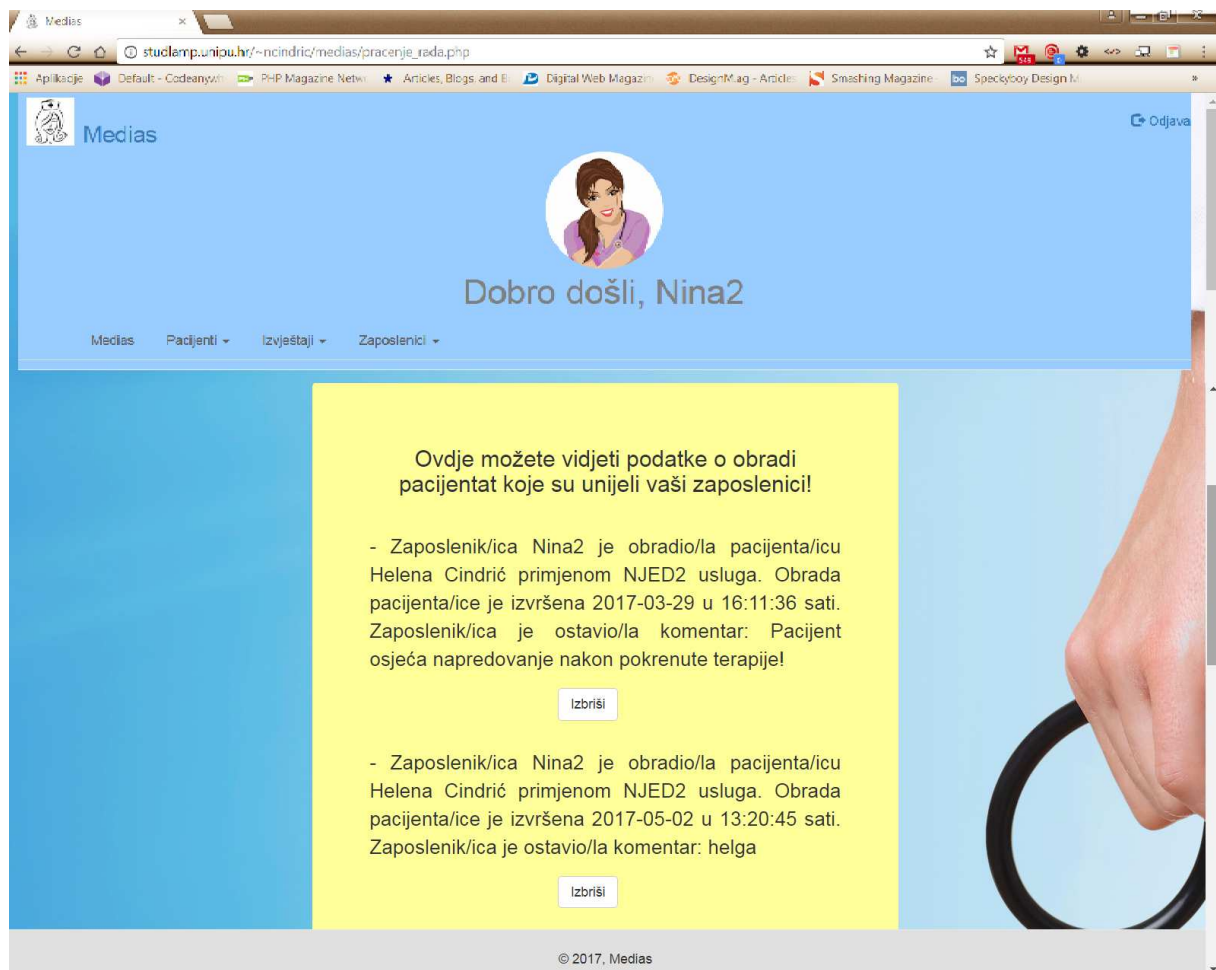 Medias
studlamp.unipu.hr/~ncindric/medias/pracenje_rada.php
549
Aplikacije Default - Codeanywh PHP Magazine Netw Articles, Blogs, and E Digital Web Magazin DesignM.ag - Articles Smashing Magazine bo Speckyboy Design M »
Medias
Odjava
Dobro došli, Nina2
Medias Pacijenti Izvještaji Zaposlenici
Ovdje možete vidjeti podatke o obradi
pacijentat koje su unijeli vaši zaposlenici!
- Zaposlenik/ica Nina2 je obradio/la pacijenta/icu
Helena Cindrić primjenom NJED2 usluga. Obrada
pacijenta/ice je izvršena 2017-03-29 u 16:11:36 sati.
Zaposlenik/ica je ostavio/la komentar: Pacijent
osjeća napredovanje nakon pokrenute terapije!
Izbriši
- Zaposlenik/ica Nina2 je obradio/la pacijenta/icu
Helena Cindrić primjenom NJED2 usluga. Obrada
pacijenta/ice je izvršena 2017-05-02 u 13:20:45 sati.
Zaposlenik/ica je ostavio/la komentar: helga
Izbriši
© 2017, Medias